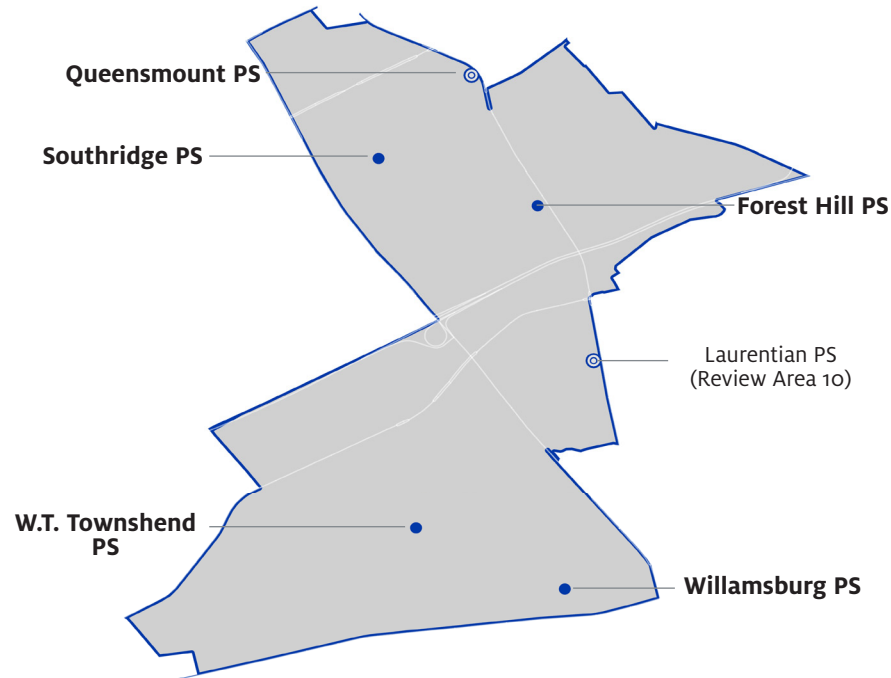 Queensmount PS
Southridge PS
Forest Hill PS
Laurentian PS
(Review Area 10)
W.T. Townshend
PS
Willamsburg PS